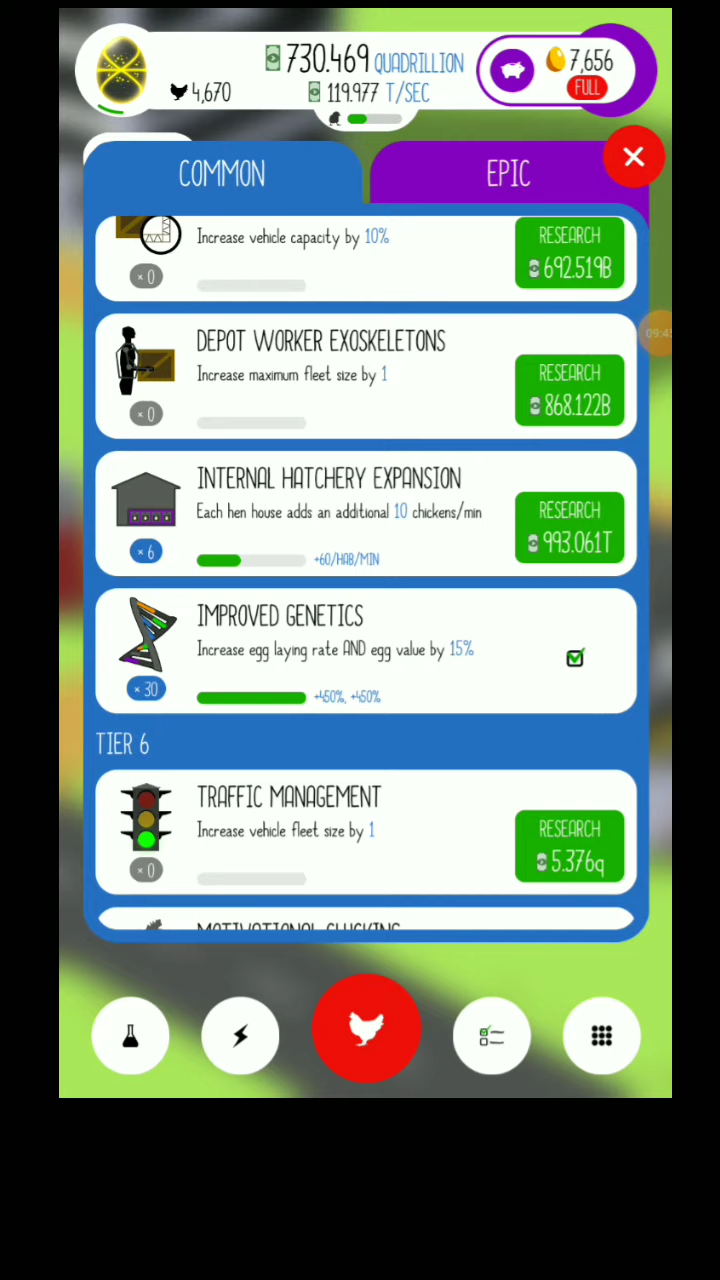 730.469 QUADRILLION
7,656
4,670
119.977 T/SEC
FULL
COMMON
EPIC
Increase vehicle capacity by 10%
RESEARCH
692.519B
× 0
09:45
DEPOT WORKER EXOSKELETONS
Increase maximum fleet size by 1
RESEARCH
868.122B
× 0
INTERNAL HATCHERY EXPANSION
Each hen house adds an additional 10 chickens/min
RESEARCH
993.061T
× 6
+60/HAB/MIN
IMPROVED GENETICS
Increase egg laying rate AND egg value by 15%
× 30
+450%, +450%
TIER 6
TRAFFIC MANAGEMENT
Increase vehicle fleet size by 1
RESEARCH
5.376q
× 0
MOTIVATIONAL CLUCKING